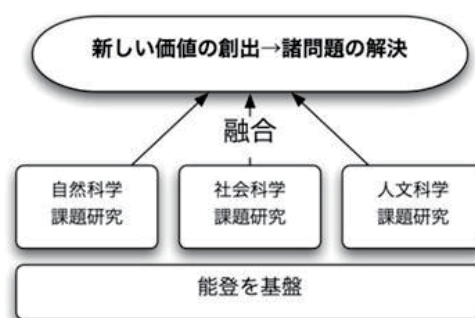 新しい価値の創出→諸問題の解決
融合
自然科学
課題研究
社会科学
課題研究
人文科学
課題研究
能登を基盤